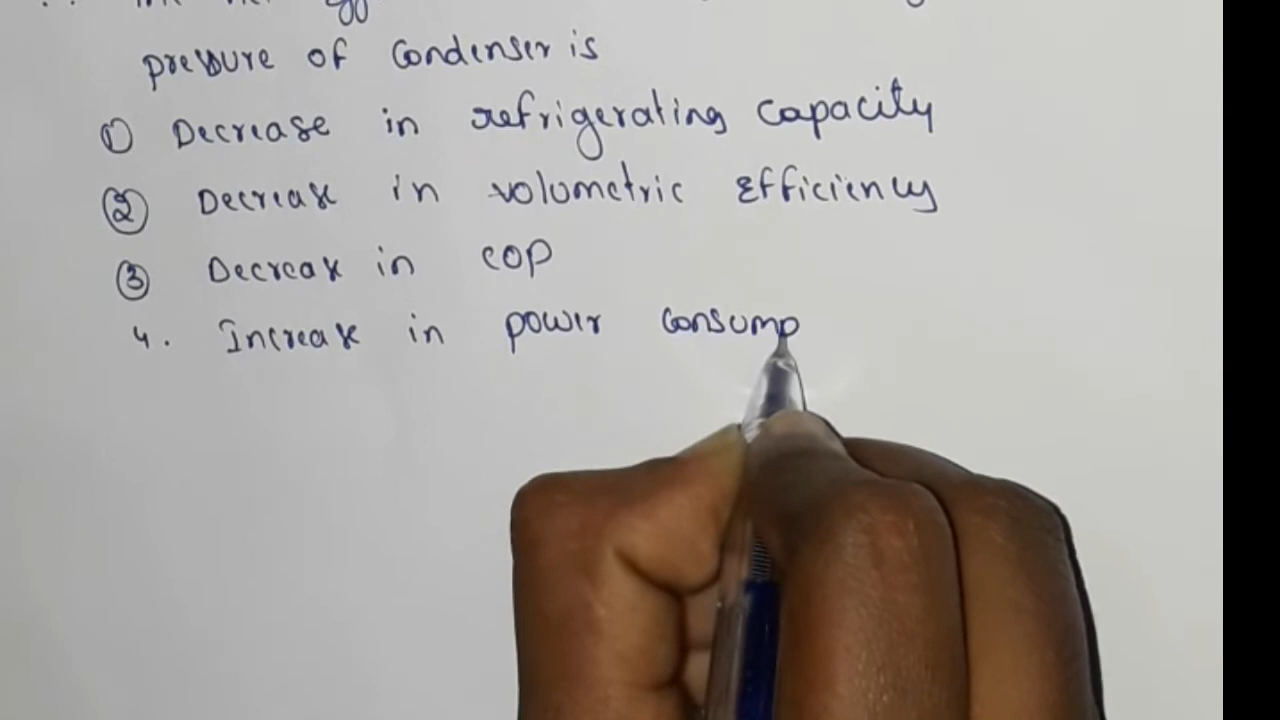 pressure of Condenser is
① Decrease in refrigerating capacity
② Decrease in volumetric Efficiency
③ Decrease in COP
4. Increase in power Consump